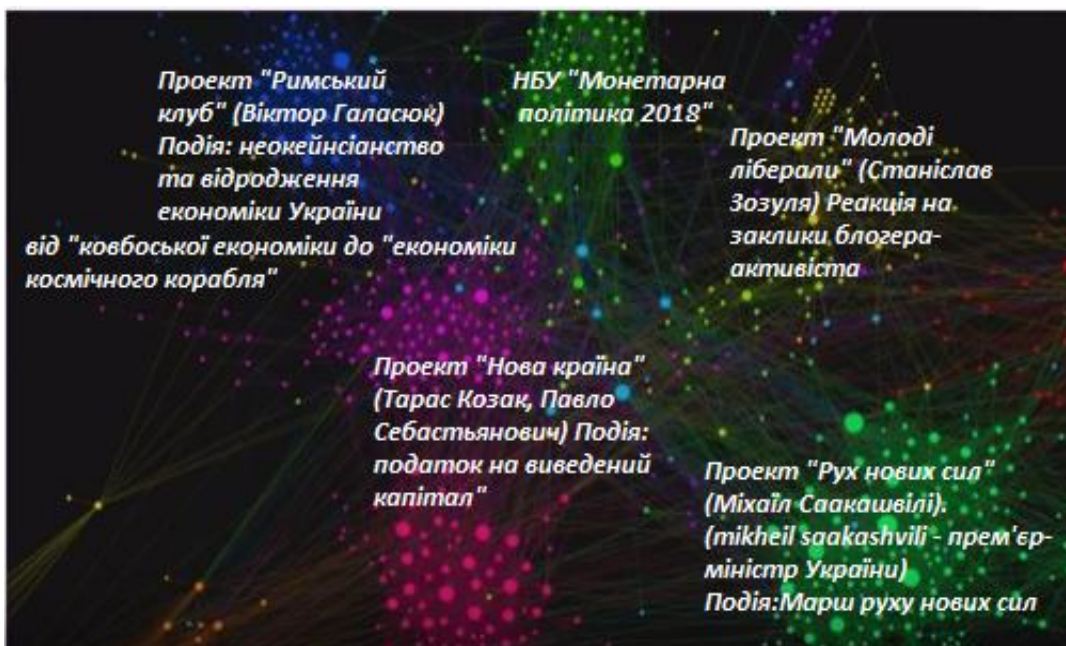 Проект "Римський
клуб" (Віктор Галасюк)
Подія: неокейнсіанство
та відродження
економіки України
від "ковбоської економіки до "економіки
космічного корабля"
НБУ "Монетарна
політика 2018"
Проект "Молоді
ліберали" (Станіслав
Зозуля) Реакція на
заклики блогера-
активіста
Проект "Нова країна"
(Тарас Козак, Павло
Себастьянович) Подія:
податок на виведений
капітал"
Проект "Рух нових сил"
(Міхаїл Саакашвілі).
(mikheil saakashvili - прем'єр-
міністр України)
Подія:Марш руху нових сил